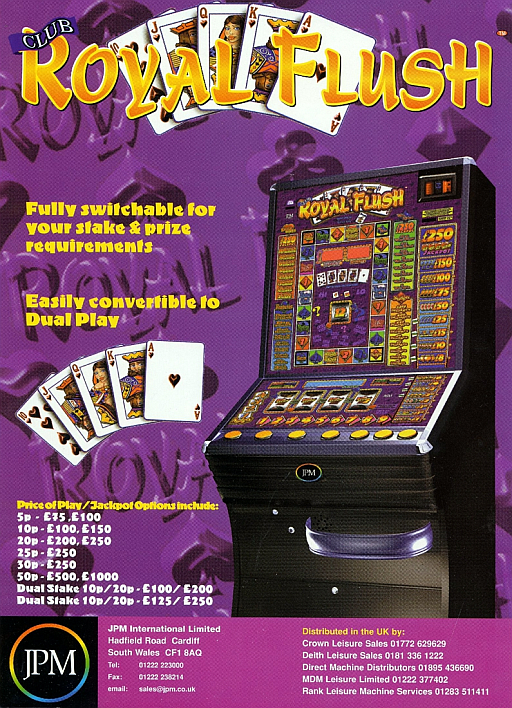 CLUB
ROYAL FLUSH
Fully switchable for
your stake & prize
requirements
Easily convertible to
Dual Play
ROYAL FLUSH
£250
JPM
Price of Play/Jackpot Options include:
5p - £75, £100
10p - £100, £150
20p - £200, £250
25p - £250
30p - £250
50p - £500, £1000
Dual Stake 10p/20p - £100/ £200
Dual Stake 10p/20p - £125/ £250
JPM
JPM International Limited
Hadfield Road Cardiff
South Wales CF1 8AQ
Tel: 01222 223000
Fax: 01222 238214
email: sales@jpm.co.uk
Distributed in the UK by:
Crown Leisure Sales 01772 629629
Deith Leisure Sales 0181 336 1222
Direct Machine Distributors 01895 436690
MDM Leisure Limited 01222 377402
Rank Leisure Machine Services 01283 511411